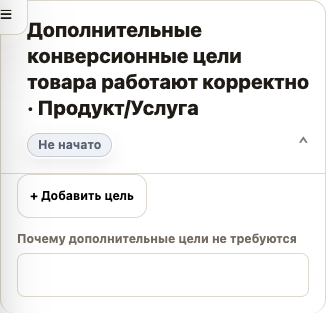 Дополнительные
конверсионные цели
товара работают корректно
· Продукт/Услуга
Не начато
+ Добавить цель
Почему дополнительные цели не требуются